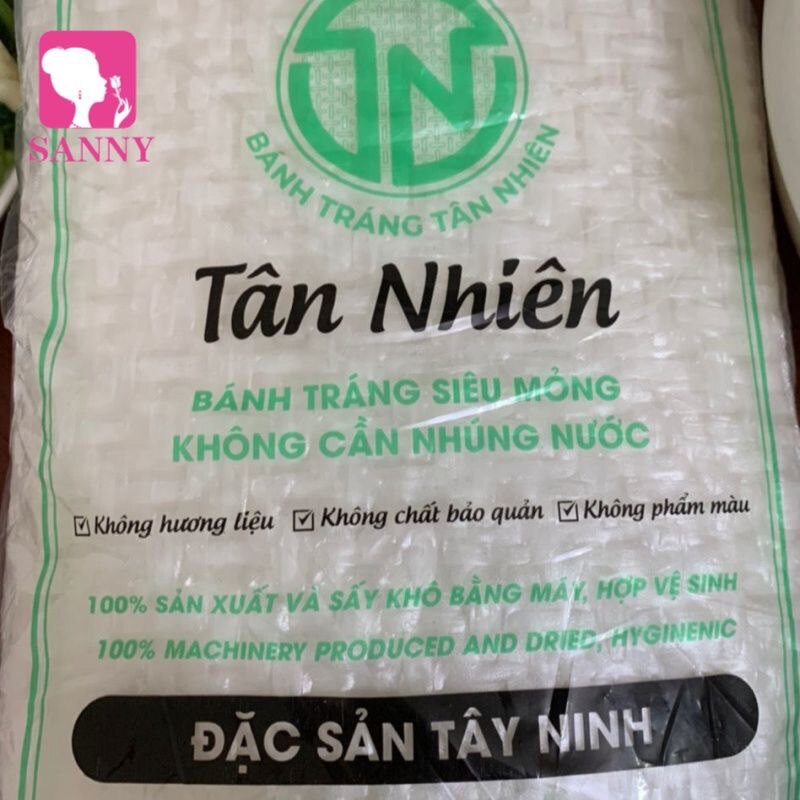 SANNY
TN
BÁNH TRÁNG TÂN NHIÊN
Tân Nhiên
BÁNH TRÁNG SIÊU MỎNG
KHÔNG CẦN NHÚNG NƯỚC
Không hương liệu Không chất bảo quản Không phẩm màu
100% SẢN XUẤT VÀ SẤY KHÔ BẰNG MÁY, HỢP VỆ SINH
100% MACHINERY PRODUCED AND DRIED, HYGINENIC
ĐẶC SẢN TÂY NINH